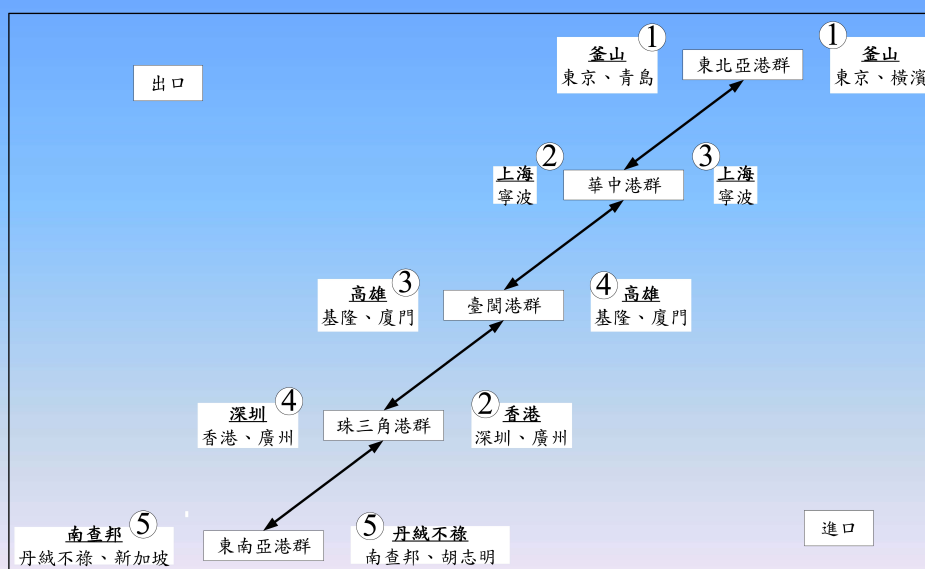 出口
①
釜山
東京、青島
東北亞港群
①
釜山
東京、橫濱
②
上海
寧波
華中港群
③
上海
寧波
③
高雄
基隆、廈門
臺閩港群
④
高雄
基隆、廈門
④
深圳
香港、廣州
珠三角港群
②
香港
深圳、廣州
⑤
南查邦
丹絨不祿、新加坡
東南亞港群
⑤
丹絨不祿
南查邦、胡志明
進口